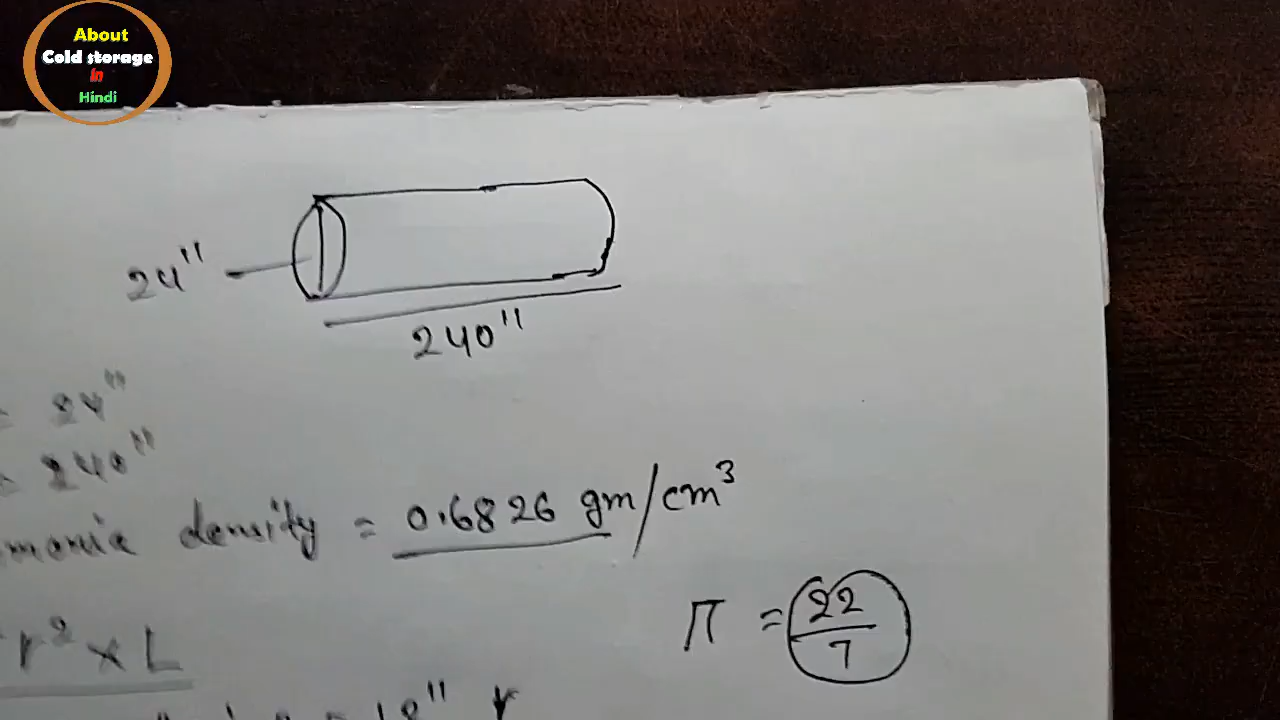 About
Cold storage
in
Hindi
24"
240"
= 24"
= 240"
density = 0.6826 gm/cm³
π = 22/7
r² × L